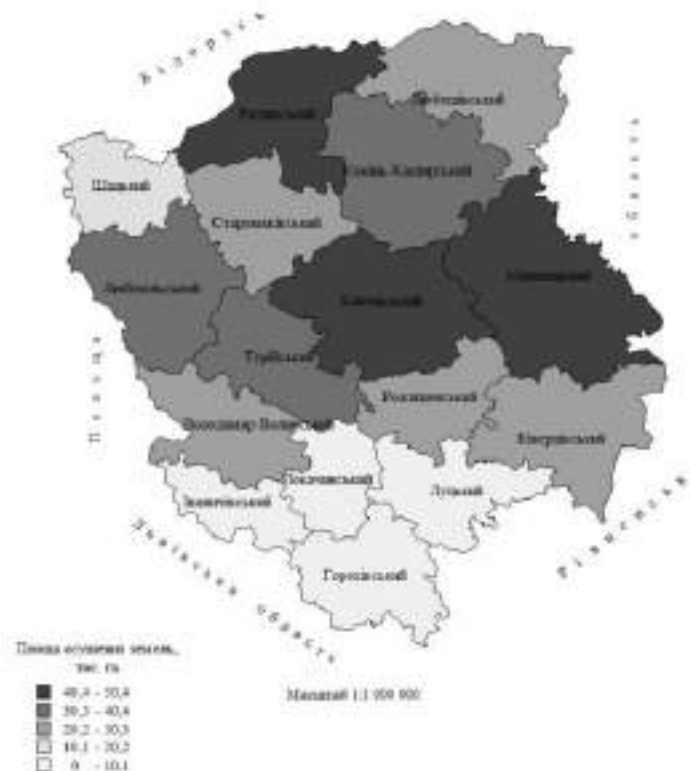 Білорусь
Ратнівський
Любешівський
Камінь-Каширський
Шацький
Старовижівський
область
Маневицький
Любомльський
Ковельський
Турійський
Польща
Рожищенський
Володимир-Волинський
Ківерцівський
Локачинський
Луцький
Іваничівський
Рівненська
Львівська область
Горохівський
Площа осушених земель,
тис. га
Масштаб 1:1 000 000
40,4 - 50,4
30,3 - 40,4
20,2 - 30,3
10,1 - 20,2
0 - 10,1